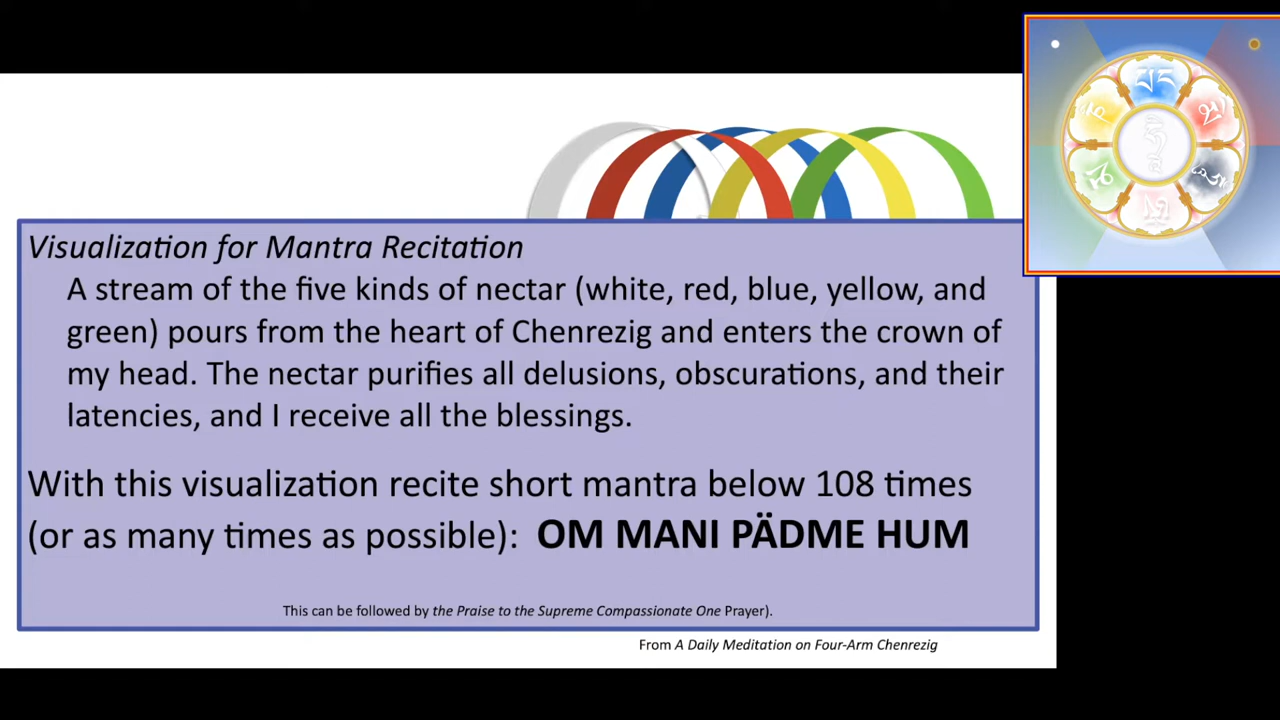 Visualization for Mantra Recitation
A stream of the five kinds of nectar (white, red, blue, yellow, and
green) pours from the heart of Chenrezig and enters the crown of
my head. The nectar purifies all delusions, obscurations, and their
latencies, and I receive all the blessings.
With this visualization recite short mantra below 108 times
(or as many times as possible): OM MANI PÄDME HUM
This can be followed by the Praise to the Supreme Compassionate One Prayer).
From A Daily Meditation on Four-Arm Chenrezig